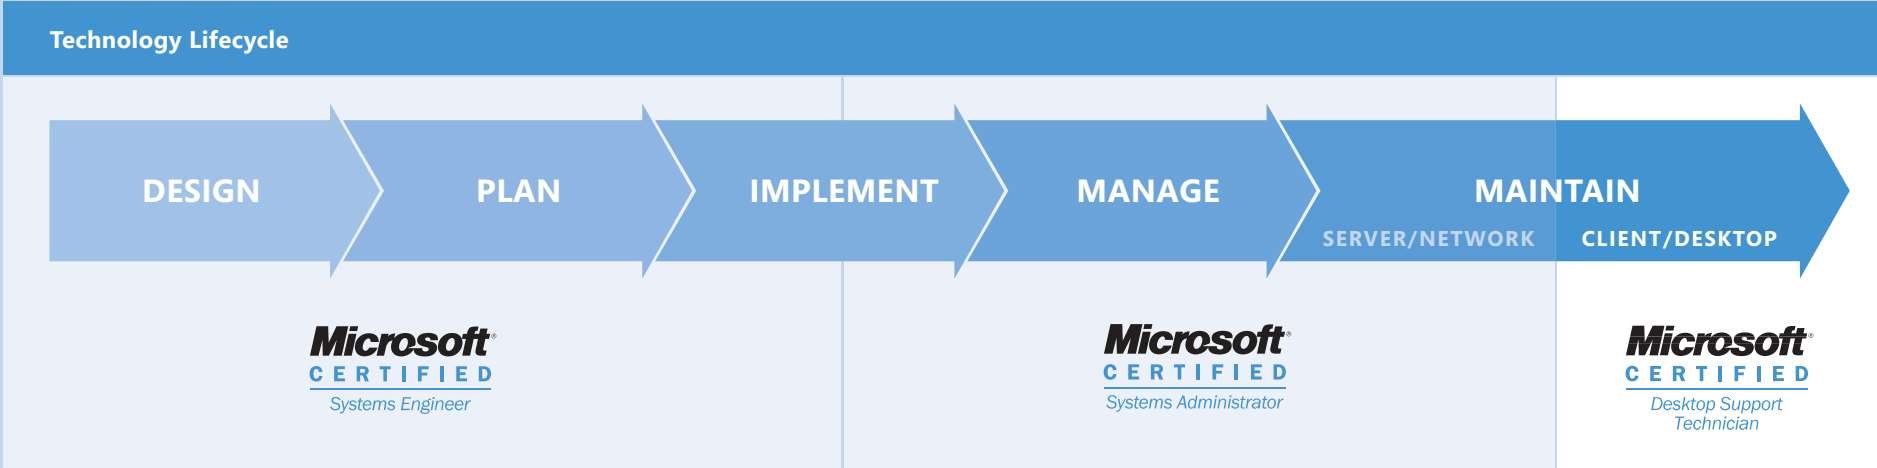 Technology Lifecycle
DESIGN
PLAN
IMPLEMENT
MANAGE
MAINTAIN
SERVER/NETWORK
CLIENT/DESKTOP
Microsoft®
CERTIFIED
Systems Engineer
Microsoft®
CERTIFIED
Systems Administrator
Microsoft®
CERTIFIED
Desktop Support
Technician